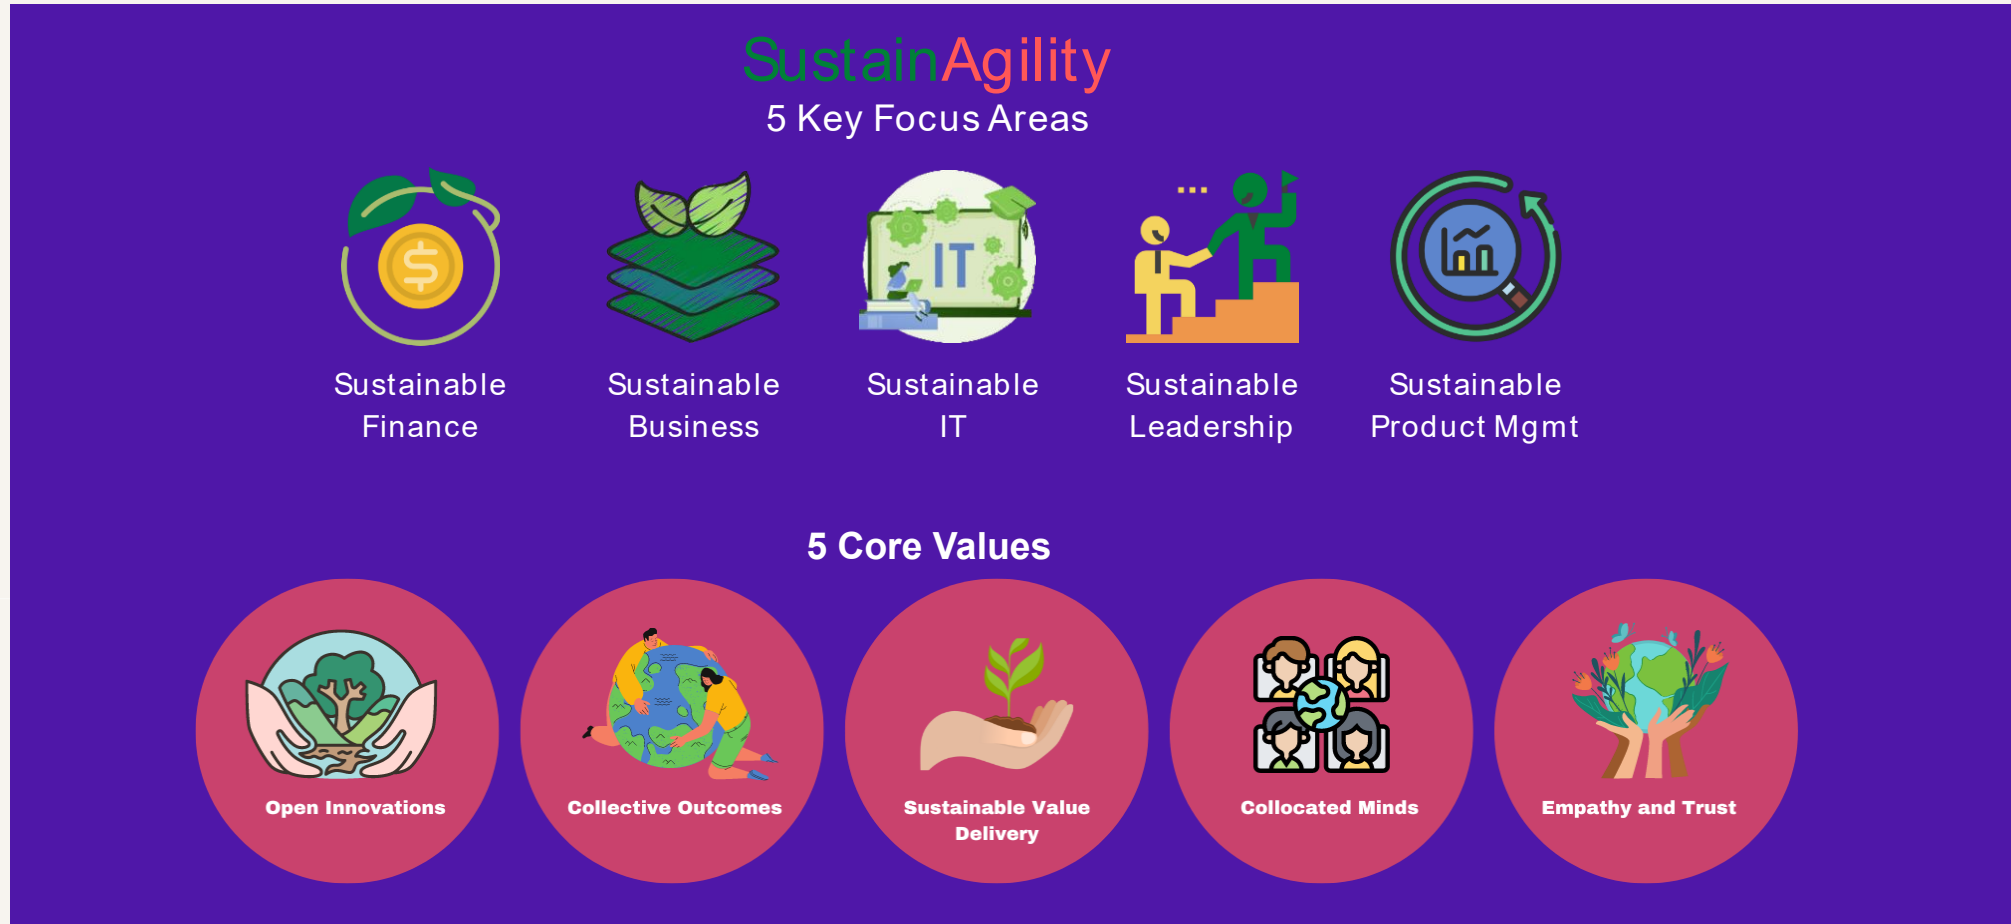 SustainAgility
5 Key Focus Areas
IT
Sustainable
Finance
Sustainable
Business
Sustainable
IT
Sustainable
Leadership
Sustainable
Product Mgmt
5 Core Values
Open Innovations
Collective Outcomes
Sustainable Value
Delivery
Collocated Minds
Empathy and Trust